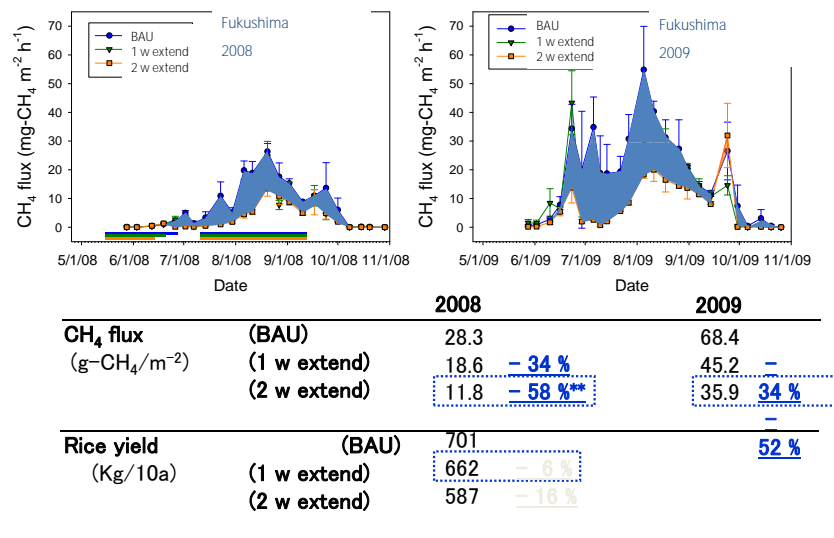 70
60
50
40
30
20
10
0
CH4 flux (mg-CH4 m-2 h-1)
BAU
1 w extend
2 w extend
Fukushima
2008
5/1/08 6/1/08 7/1/08 8/1/08 9/1/08 10/1/08 11/1/08
Date
70
60
50
40
30
20
10
0
CH4 flux (mg-CH4 m-2 h-1)
BAU
1 w extend
2 w extend
Fukushima
2009
5/1/09 6/1/09 7/1/09 8/1/09 9/1/09 10/1/09 11/1/09
Date
2008 2009
CH4 flux (BAU) 28.3 68.4
(g-CH4/m-2) (1 w extend) 18.6 - 34 % 45.2 -
(2 w extend) 11.8 - 58 %** 35.9 34 %
-
Rice yield (BAU) 701 52 %
(Kg/10a) (1 w extend) 662 - 6 %
(2 w extend) 587 - 16 %